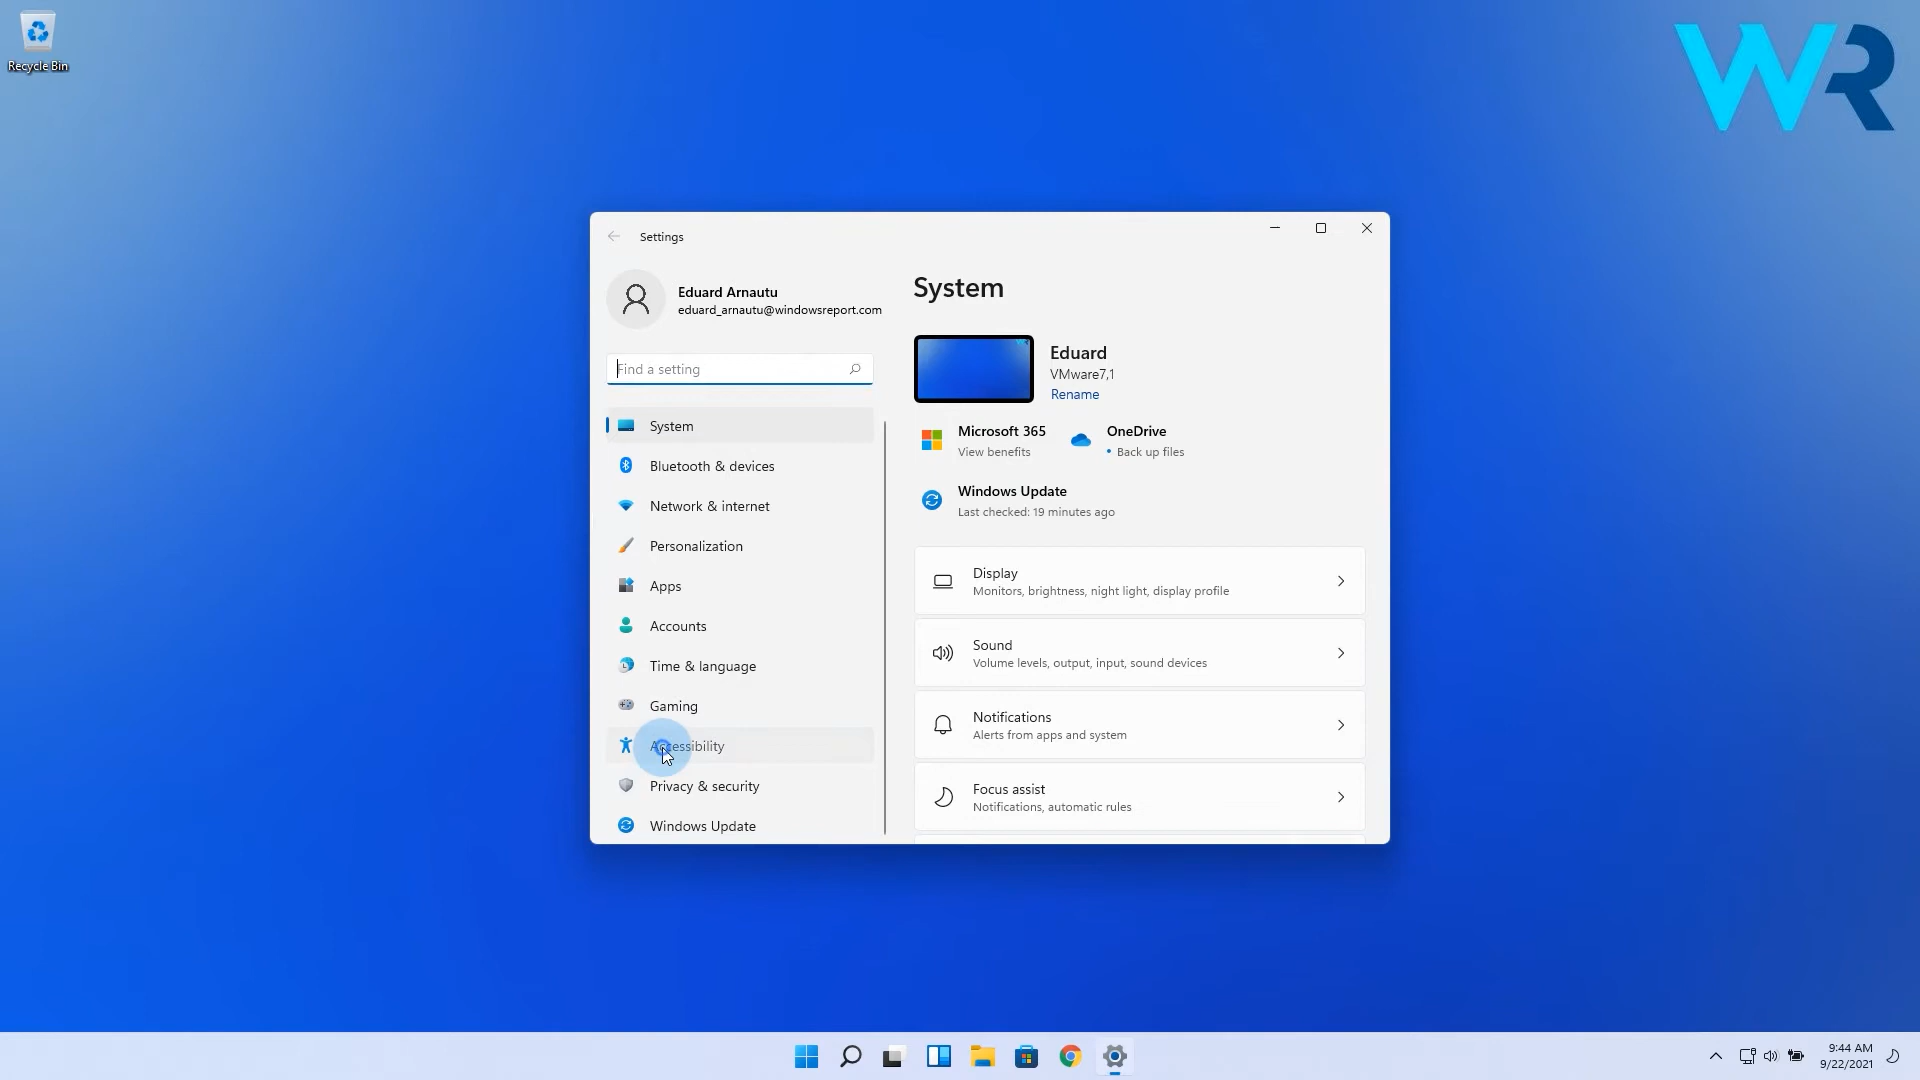 Recycle Bin
WR
Settings
Eduard Arnautu
eduard_arnautu@windowsreport.com
Find a setting
System
Bluetooth & devices
Network & internet
Personalization
Apps
Accounts
Time & language
Gaming
Accessibility
Privacy & security
Windows Update
System
Eduard
VMware7,1
Rename
Microsoft 365
View benefits
OneDrive
• Back up files
Windows Update
Last checked: 19 minutes ago
Display
Monitors, brightness, night light, display profile
Sound
Volume levels, output, input, sound devices
Notifications
Alerts from apps and system
Focus assist
Notifications, automatic rules
9:44 AM
9/22/2021